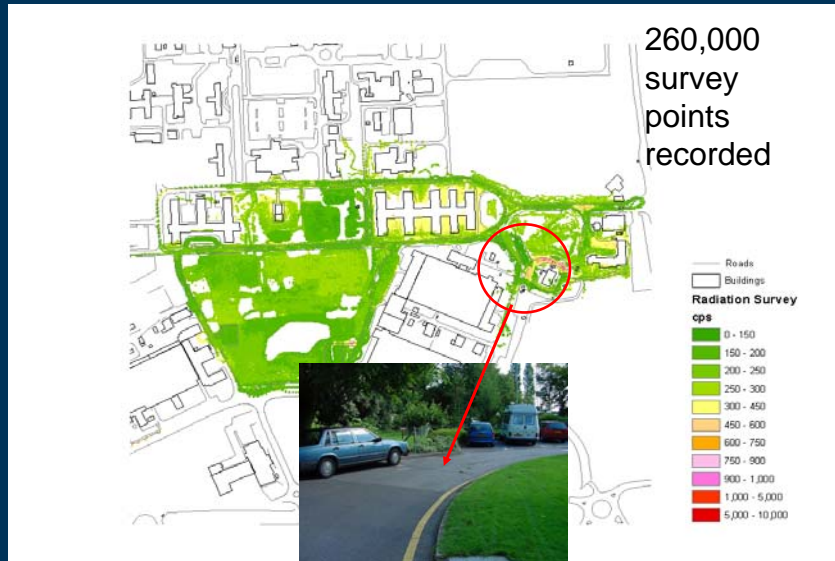 260,000
survey
points
recorded
Roads
Buildings
Radiation Survey
cps
0 - 150
150 - 200
200 - 250
250 - 300
300 - 450
450 - 600
600 - 750
750 - 900
900 - 1,000
1,000 - 5,000
5,000 - 10,000